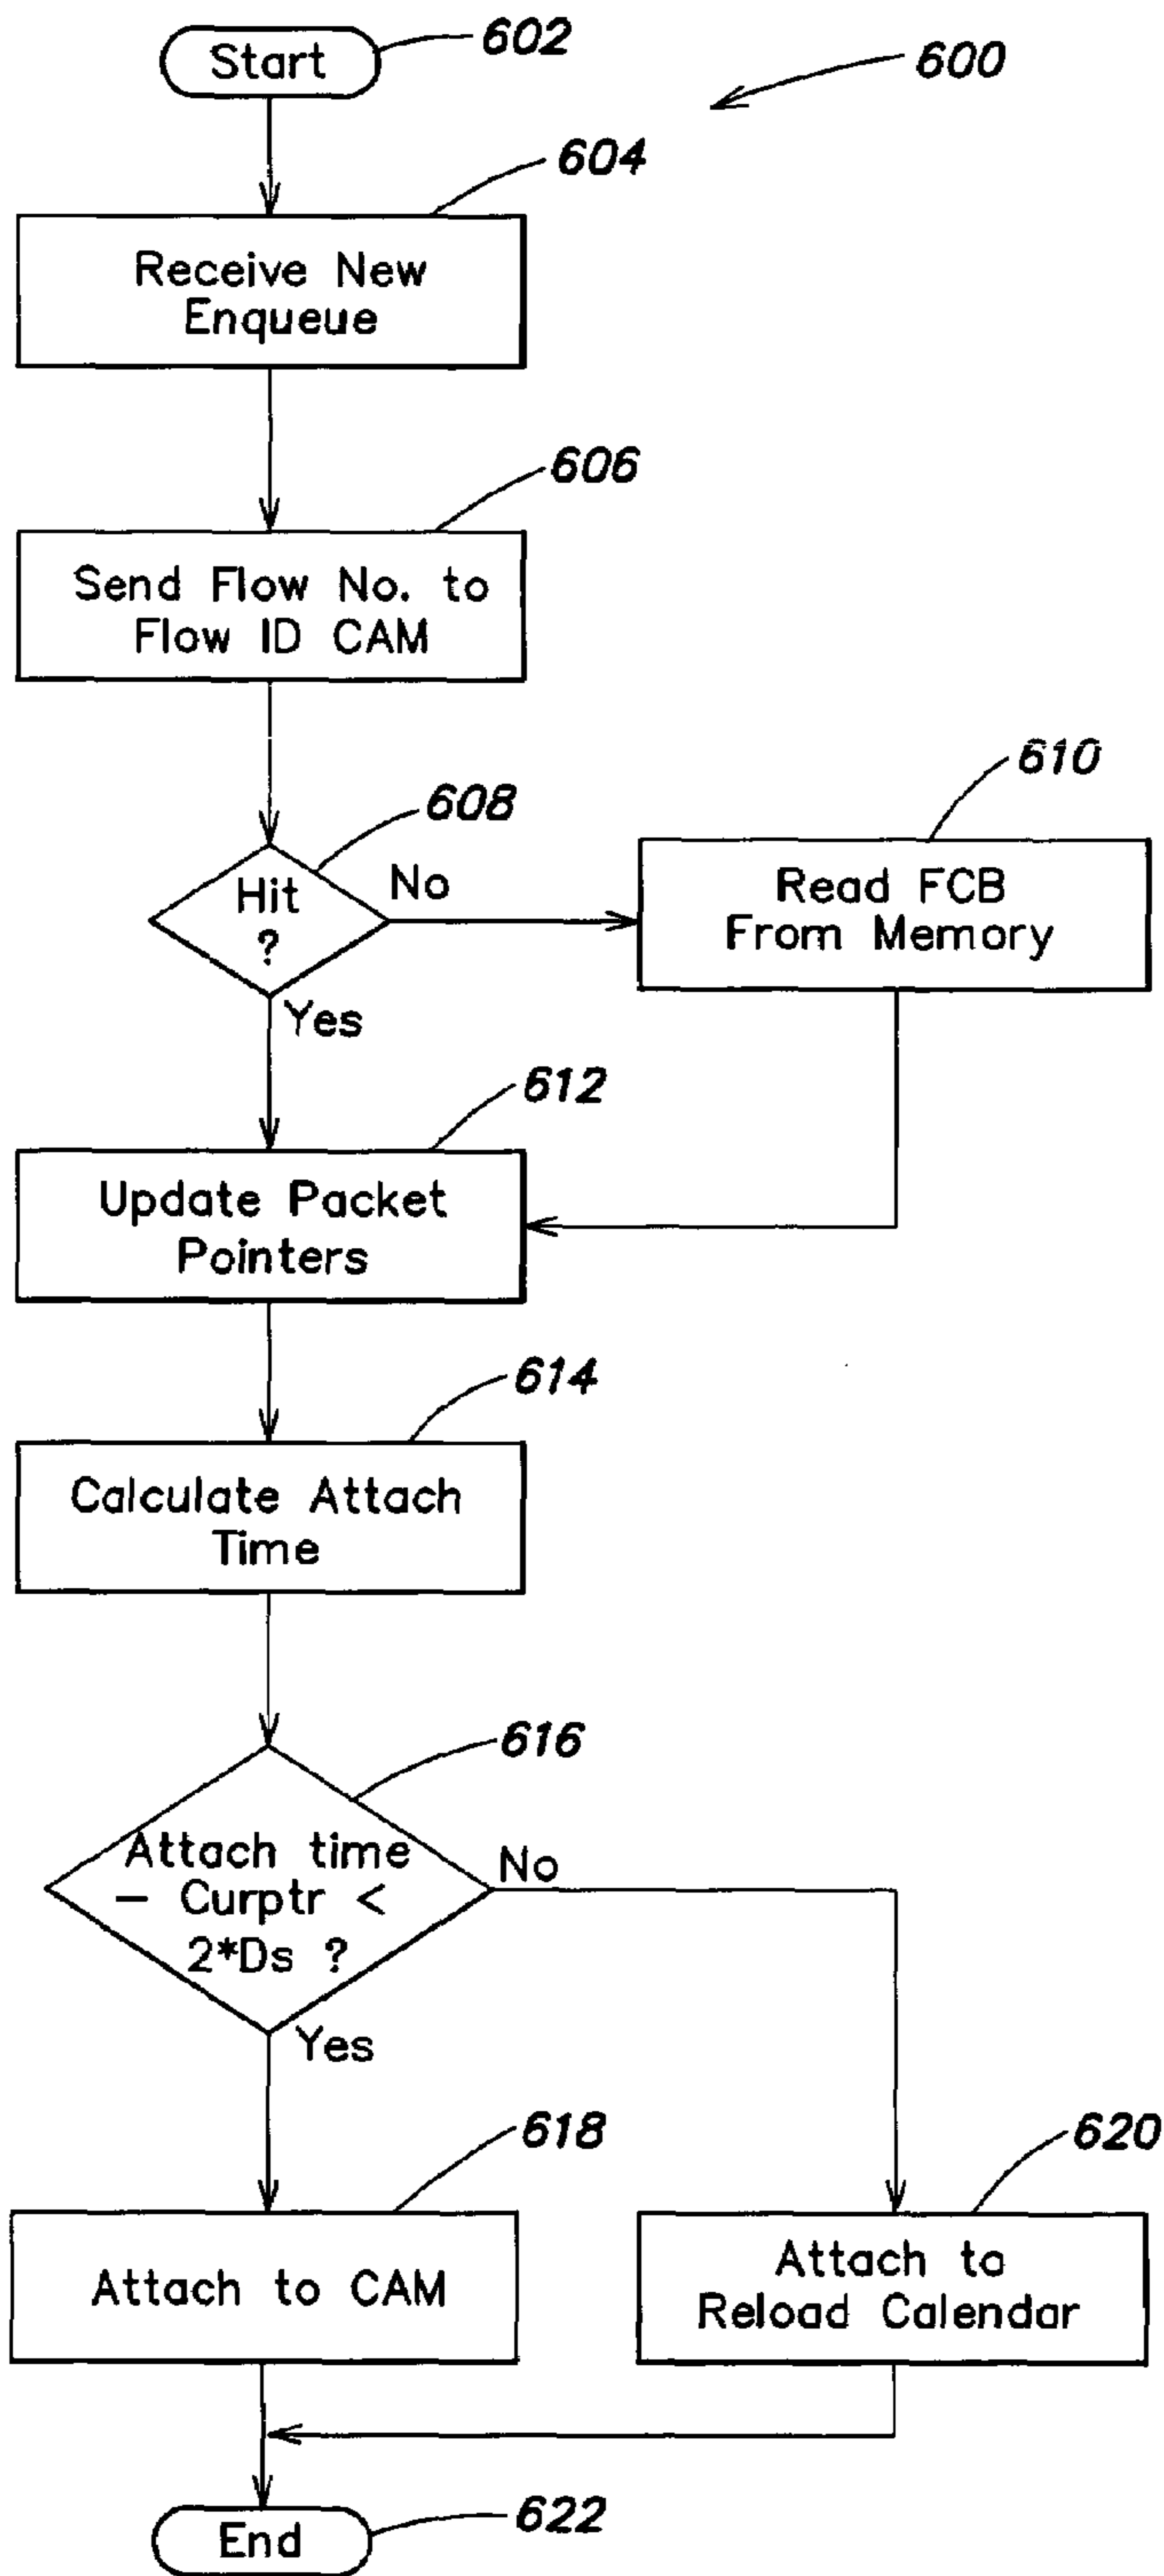 602
Start
600
604
Receive New
Enqueue
606
Send Flow No. to
Flow ID CAM
610
608
Hit
?
No
Read FCB
From Memory
Yes
612
Update Packet
Pointers
614
Calculate Attach
Time
616
Attach time
- Curptr <
2*Ds ?
No
Yes
618
620
Attach to CAM
Attach to
Reload Calendar
622
End